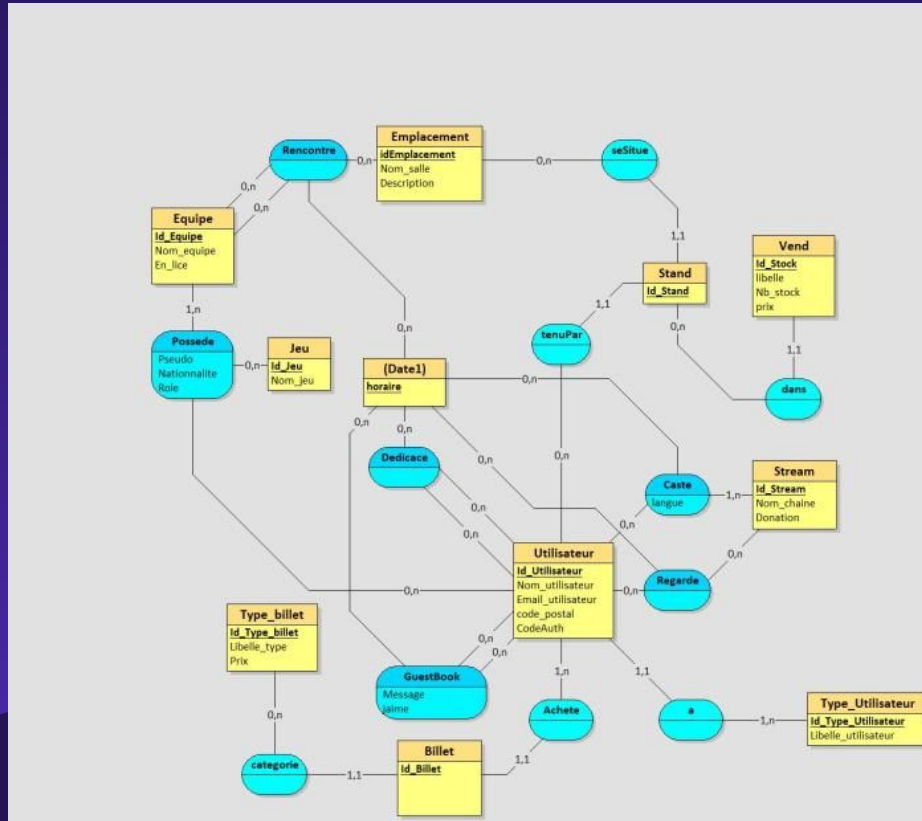 Rencontre
0,n
Emplacement
idEmplacement
Nom_salle
Description
0,n
seSitue
0,n
0,n
Equipe
Id_Equipe
Nom_equipe
En_lice
1,1
Vend
Id_Stock
libelle
Nb_stock
prix
Stand
Id_Stand
1,n
1,1
0,n
0,n
tenuPar
1,1
Possede
Pseudo
Nationnalite
Role
0,n
Jeu
Id_Jeu
Nom_jeu
(Date1)
horaire
0,n
dans
0,n
0,n
0,n
0,n
Dedicace
0,n
0,n
Caste
langue
1,n
Stream
Id_Stream
Nom_chaine
Donation
0,n
0,n
0,n
Utilisateur
Id_Utilisateur
Nom_utilisateur
Email_utilisateur
code_postal
CodeAuth
0,n
0,n
Regarde
0,n
Type_billet
Id_Type_billet
Libelle_type
Prix
0,n
0,n
GuestBook
Message
jaime
1,n
1,1
0,n
Achete
a
1,n
Type_Utilisateur
Id_Type_Utilisateur
Libelle_utilisateur
categorie
1,1
Billet
Id_Billet
1,1